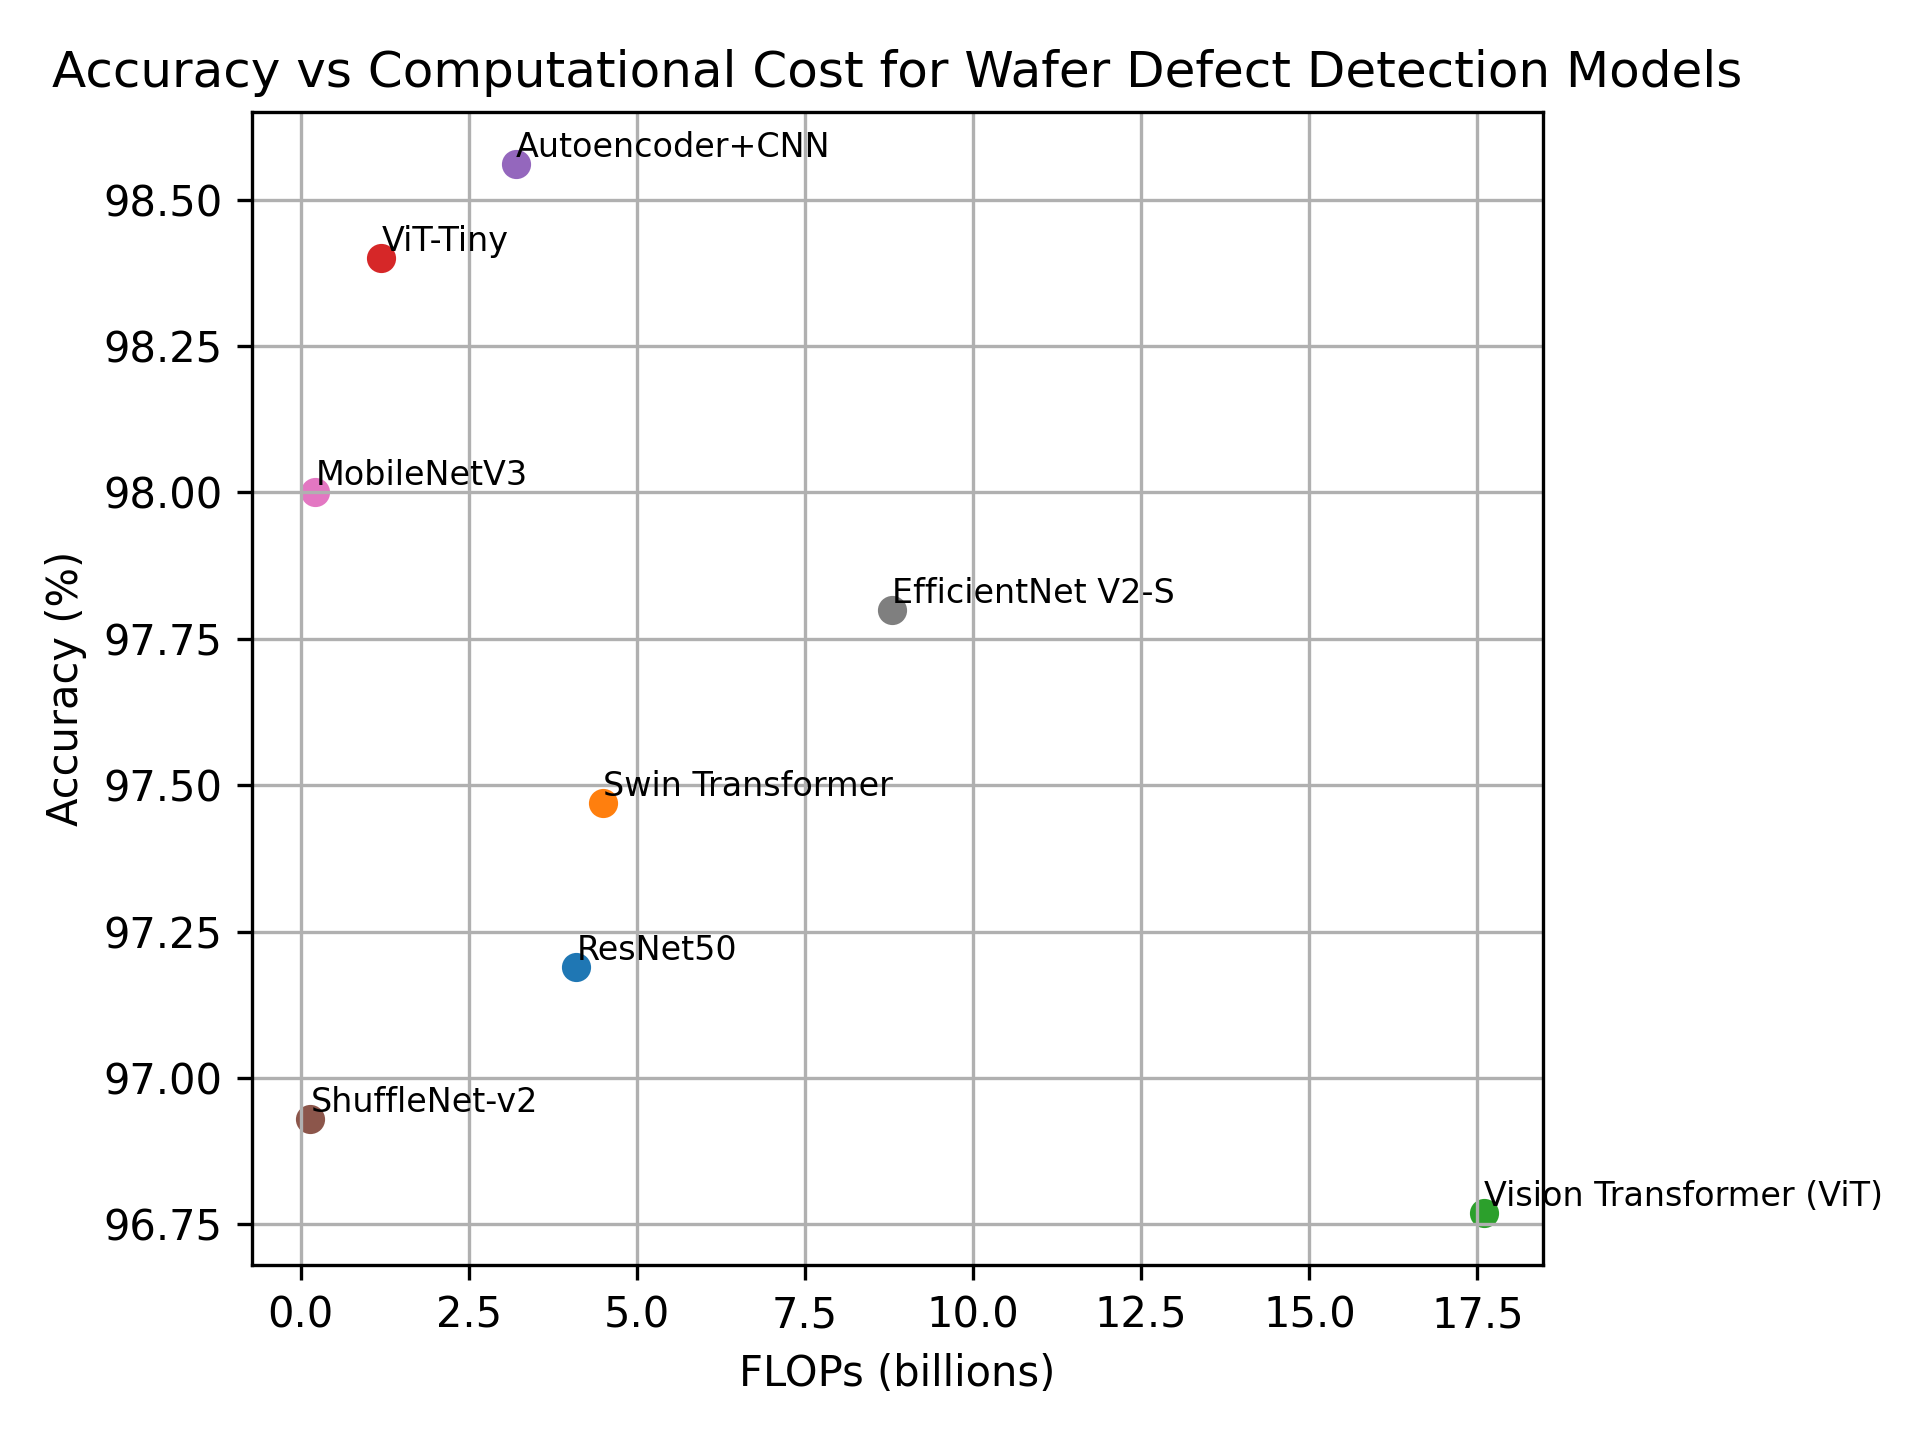 Accuracy vs Computational Cost for Wafer Defect Detection Models
Autoencoder+CNN
98.50
ViT-Tiny
98.25
MobileNetV3
98.00
EfficientNet V2-S
97.75
Accuracy (%)
Swin Transformer
97.50
ResNet50
97.25
ShuffleNet-v2
97.00
Vision Transformer (ViT)
96.75
0.0 2.5 5.0 7.5 10.0 12.5 15.0 17.5
FLOPs (billions)